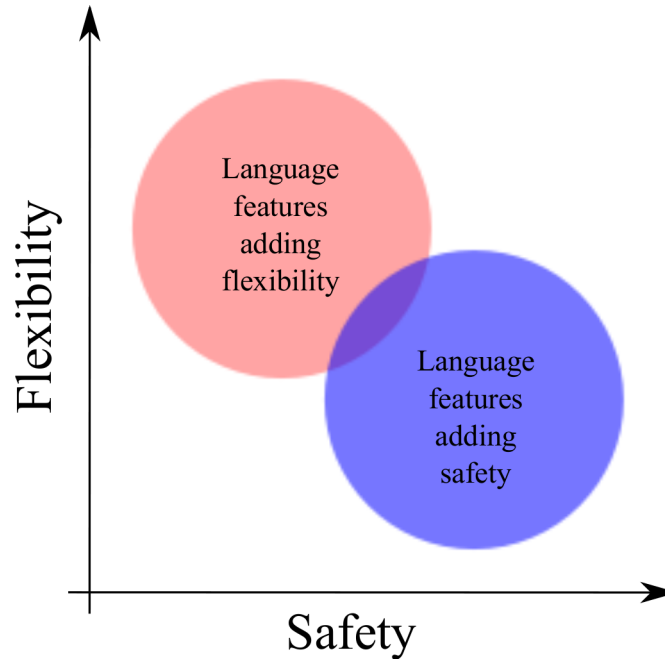 Flexibility
Language
features
adding
flexibility
Language
features
adding
safety
Safety